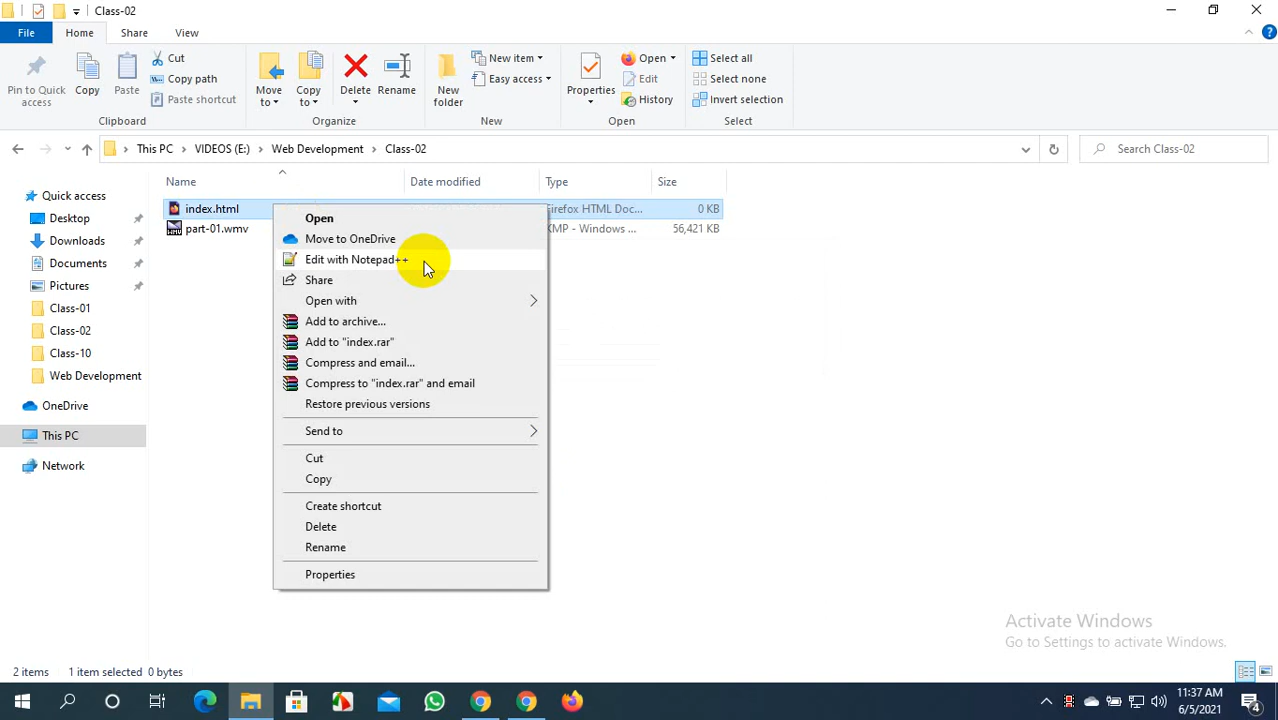 Class-02
File Home Share View
Pin to Quick access
Copy
Paste
Cut
Copy path
Paste shortcut
Clipboard
Move to
Copy to
Delete
Rename
Organize
New folder
New item
Easy access
New
Properties
Open
Edit
History
Open
Select all
Select none
Invert selection
Select
This PC VIDEOS (E:) Web Development Class-02
Search Class-02
Name Date modified Type Size
index.html Firefox HTML Doc... 0 KB
part-01.wmv KMP - Windows ... 56,421 KB
Quick access
Desktop
Downloads
Documents
Pictures
Class-01
Class-02
Class-10
Web Development
OneDrive
This PC
Network
Open
Move to OneDrive
Edit with Notepad++
Share
Open with
Add to archive...
Add to "index.rar"
Compress and email...
Compress to "index.rar" and email
Restore previous versions
Send to
Cut
Copy
Create shortcut
Delete
Rename
Properties
Activate Windows
Go to Settings to activate Windows.
2 items 1 item selected 0 bytes
11:37 AM
6/5/2021
4